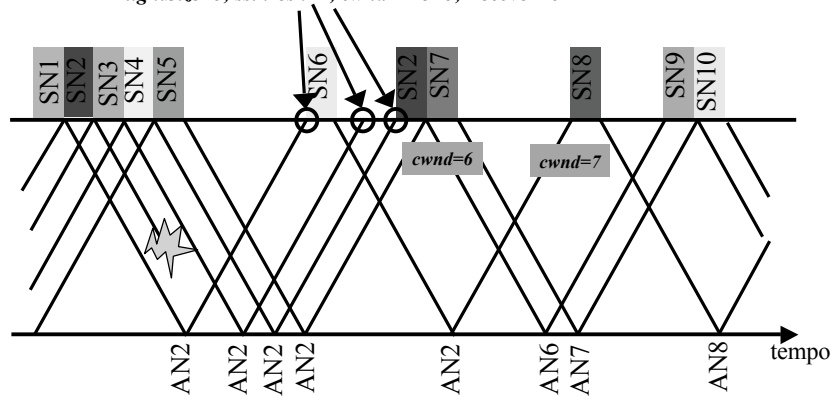 SN1 SN2 SN3 SN4 SN5 SN6 SN2 SN7 SN8 SN9 SN10
cwnd=6 cwnd=7
AN2 AN2 AN2 AN2 AN2 AN6 AN7 AN8
tempo